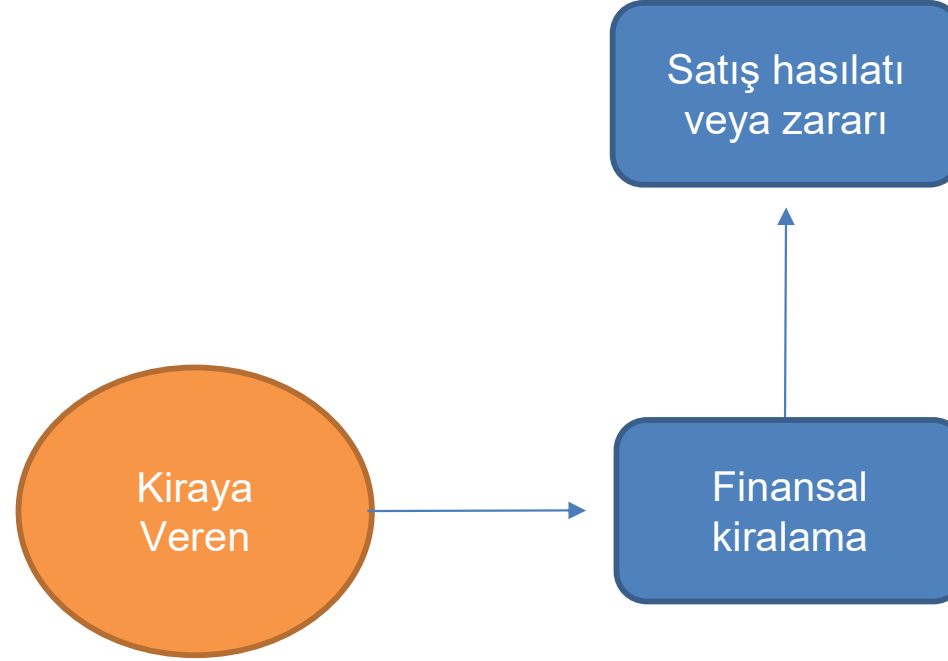 Satış hasılatı
veya zararı
Kiraya
Veren
Finansal
kiralama